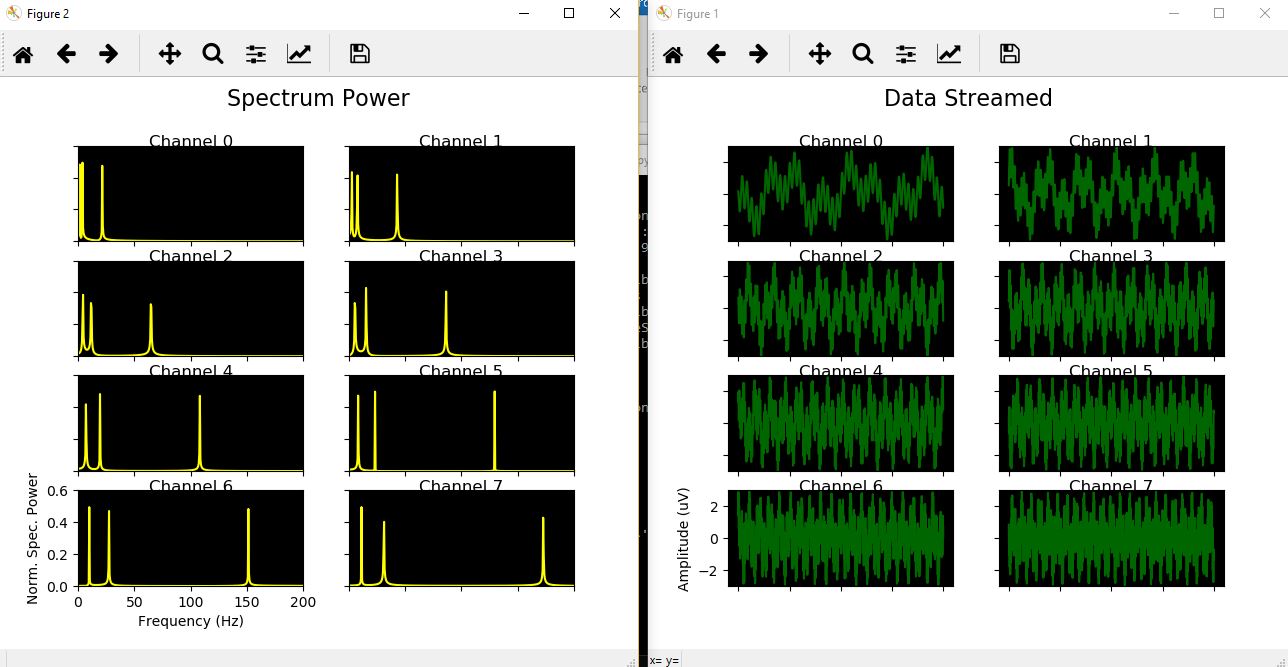 Figure 2
Spectrum Power
Channel 0
Channel 1
Channel 2
Channel 3
Channel 4
Channel 5
Channel 6
Channel 7
Norm. Spec. Power
0.6
0.4
0.2
0.0
0 50 100 150 200
Frequency (Hz)
Figure 1
Data Streamed
Channel 0
Channel 1
Channel 2
Channel 3
Channel 4
Channel 5
Channel 6
Channel 7
Amplitude (uV)
2
0
−2
x= y=